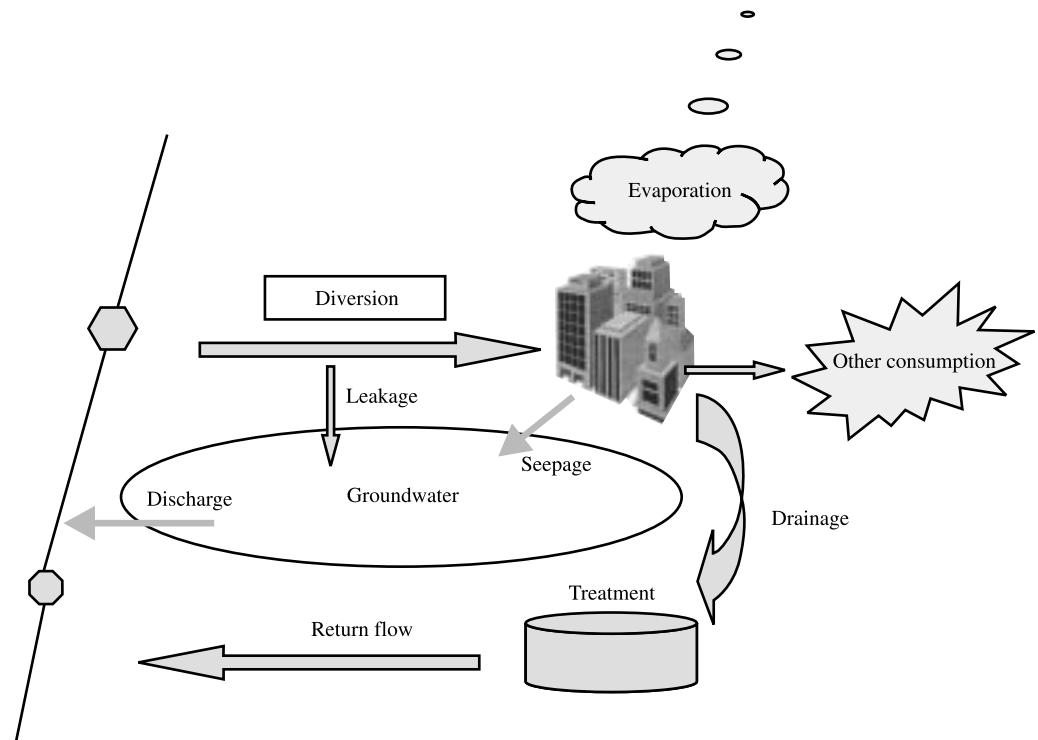 Evaporation
Diversion
Other consumption
Leakage
Seepage
Groundwater
Discharge
Drainage
Treatment
Return flow